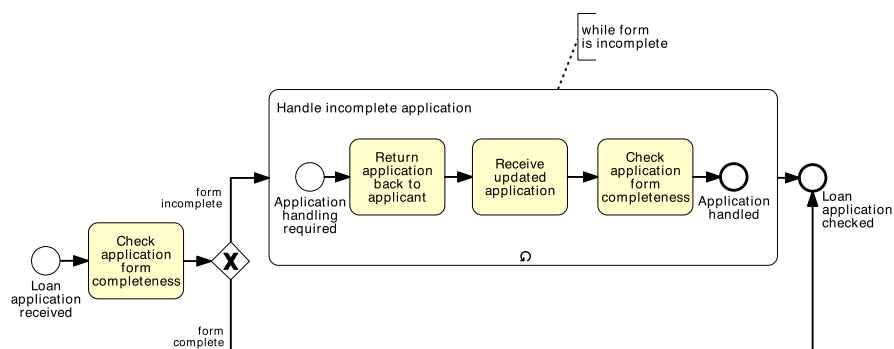 while form
is incomplete
Handle incomplete application
Return
application
back to
applicant
Receive
updated
application
Check
application
form
completeness
form
incomplete
Application
handling
required
Application
handled
Loan
application
checked
Check
application
form
completeness
X
Loan
application
received
form
complete